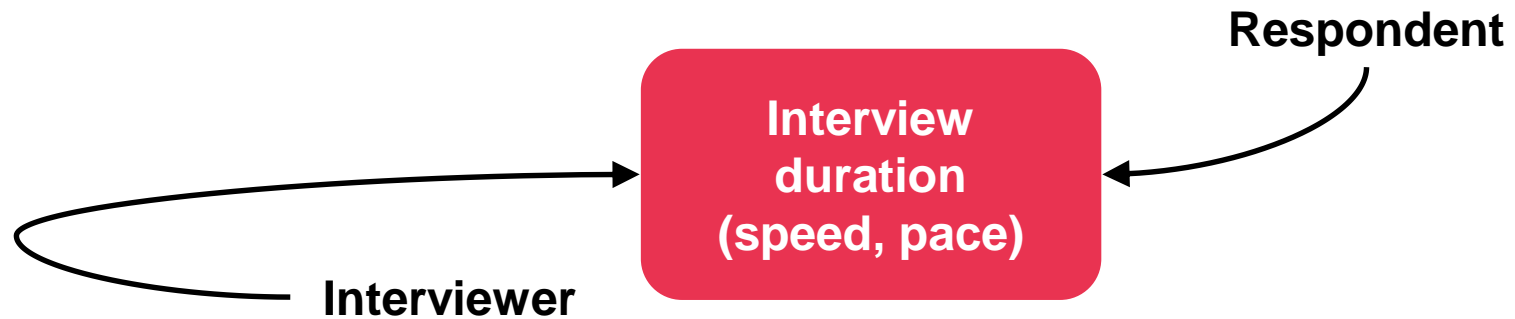 Respondent
Interview
duration
(speed, pace)
Interviewer